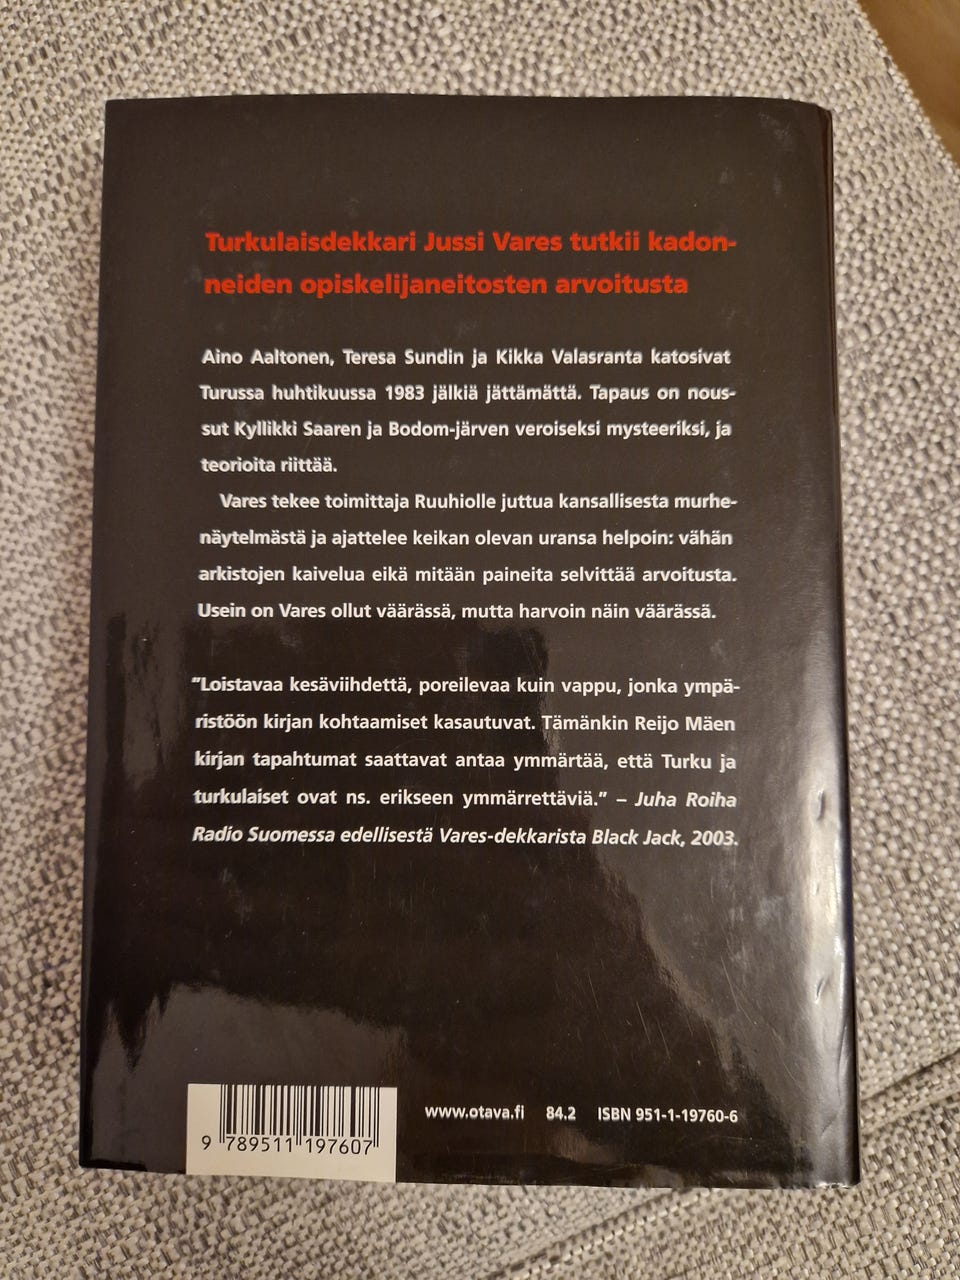 Turkulaisdekkari Jussi Vares tutkii kadon-
neiden opiskelijaneitosten arvoitusta
Aino Aaltonen, Teresa Sundin ja Kikka Valasranta katosivat
Turussa huhtikuussa 1983 jälkiä jättämättä. Tapaus on nous-
sut Kyllikki Saaren ja Bodom-järven veroiseksi mysteeriksi, ja
teorioita riittää.
Vares tekee toimittaja Ruuhiolle juttua kansallisesta murhe-
näytelmästä ja ajattelee keikan olevan uransa helpoin: vähän
arkistojen kaivelua eikä mitään paineita selvittää arvoitusta.
Usein on Vares ollut väärässä, mutta harvoin näin väärässä.
"Loistavaa kesäviihdettä, poreilevaa kuin vappu, jonka ympä-
ristöön kirjan kohtaamiset kasautuvat. Tämänkin Reijo Mäen
kirjan tapahtumat saattavat antaa ymmärtää, että Turku ja
turkulaiset ovat ns. erikseen ymmärrettäviä." – Juha Roiha
Radio Suomessa edellisestä Vares-dekkarista Black Jack, 2003.
www.otava.fi 84.2 ISBN 951-1-19760-6
9 789511 197607